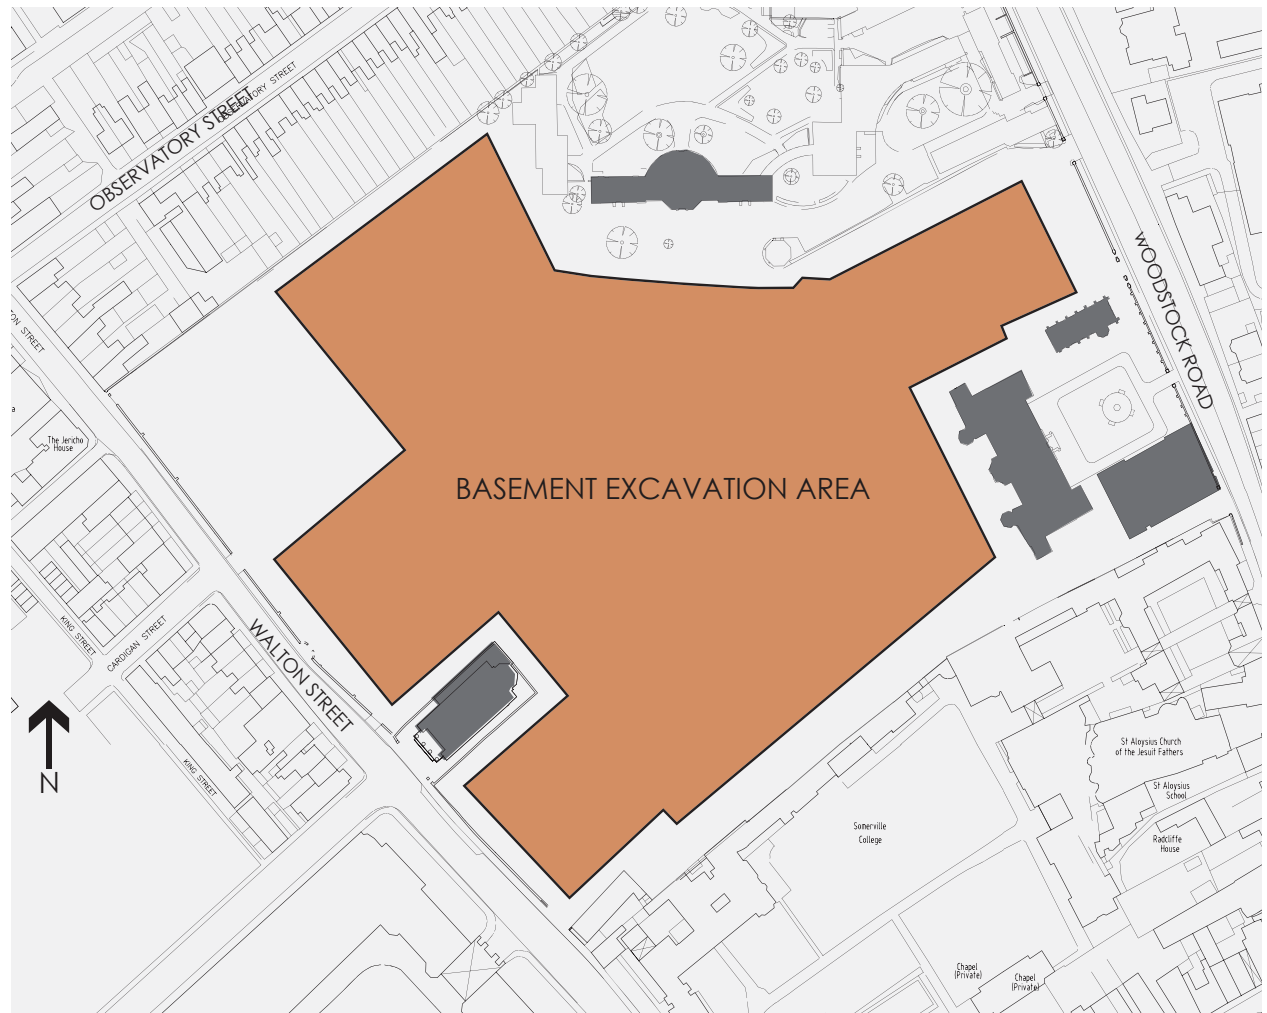 OBSERVATORY STREET
OBSERVATORY STREET
WOODSTOCK ROAD
STREET
The Jericho
House
BASEMENT EXCAVATION AREA
KING STREET
CARDIGAN STREET
WALTON STREET
N
KING STREET
St Aloysius Church
of the Jesuit Fathers
St Aloysius
School
Somerville
College
Radcliffe
House
Chapel
(Private)
Chapel
(Private)